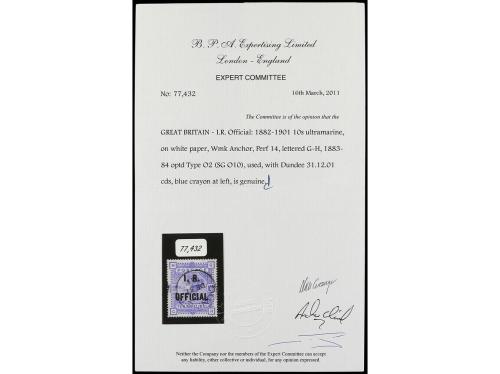 B. P. A. Expertising Limited
London - England
EXPERT COMMITTEE
No: 77,432 16th March, 2011
The Committee is of the opinion that the
GREAT BRITAIN - I.R. Official: 1882-1901 10s ultramarine,
on white paper, Wmk Anchor, Perf 14, lettered G-H, 1883-
84 optd Type O2 (SG O10), used, with Dundee 31.12.01
cds, blue crayon at left, is genuine
77,432
I. R.
OFFICIAL
Neither the Company nor the members of the Expert Committee can accept
any liability, either collective or individual, for any opinion expressed.